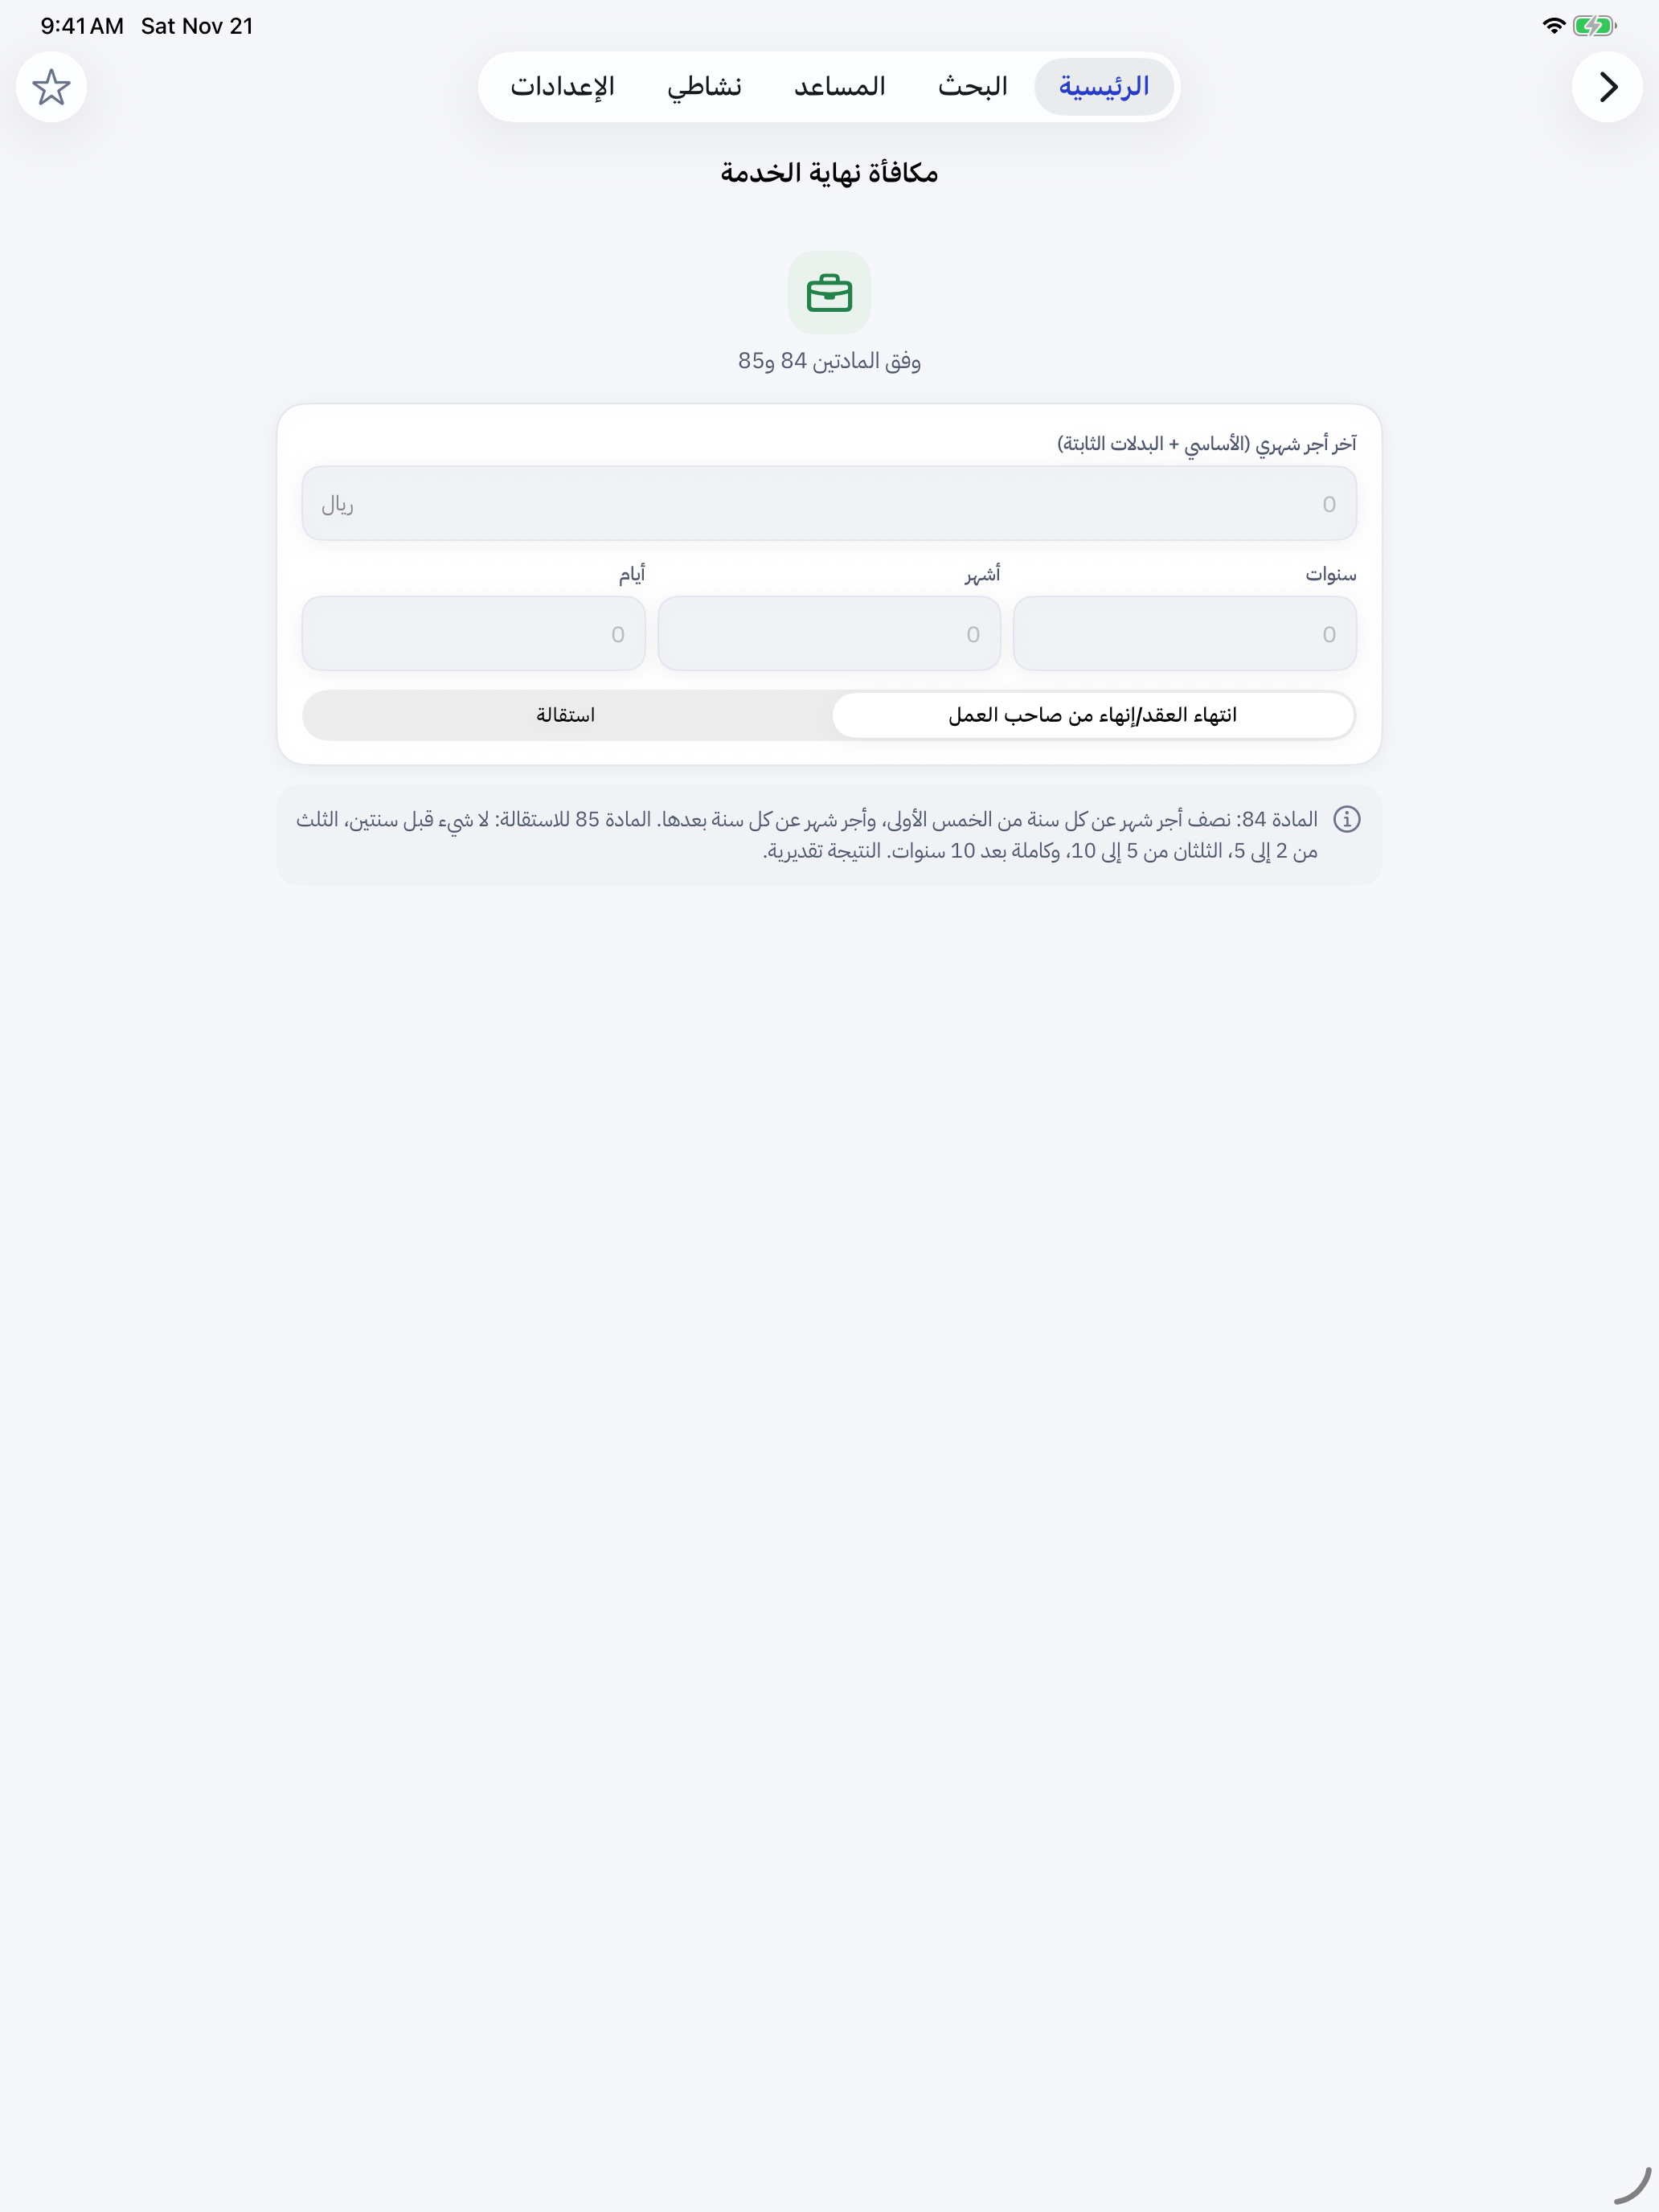 9:41 AM Sat Nov 21
الرئيسية البحث المساعد نشاطي الإعدادات
مكافأة نهاية الخدمة
وفق المادتين 84 و85
آخر أجر شهري (الأساسي + البدلات الثابتة)
0 ريال
سنوات أشهر أيام
0 0 0
انتهاء العقد/إنهاء من صاحب العمل استقالة
المادة 84: نصف أجر شهر عن كل سنة من الخمس الأولى، وأجر شهر عن كل سنة بعدها. المادة 85 للاستقالة: لا شيء قبل سنتين، الثلث
من 2 إلى 5، الثلثان من 5 إلى 10، وكاملة بعد 10 سنوات. النتيجة تقديرية.